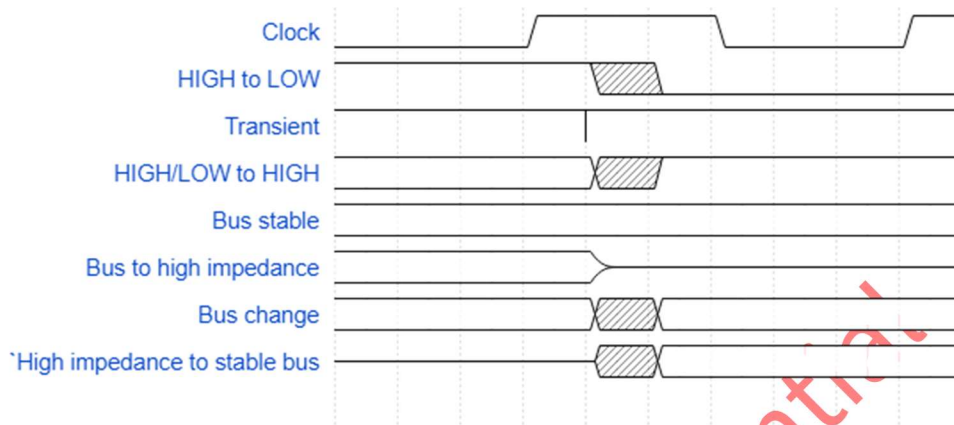 Clock
HIGH to LOW
Transient
HIGH/LOW to HIGH
Bus stable
Bus to high impedance
Bus change
`High impedance to stable bus
ntial